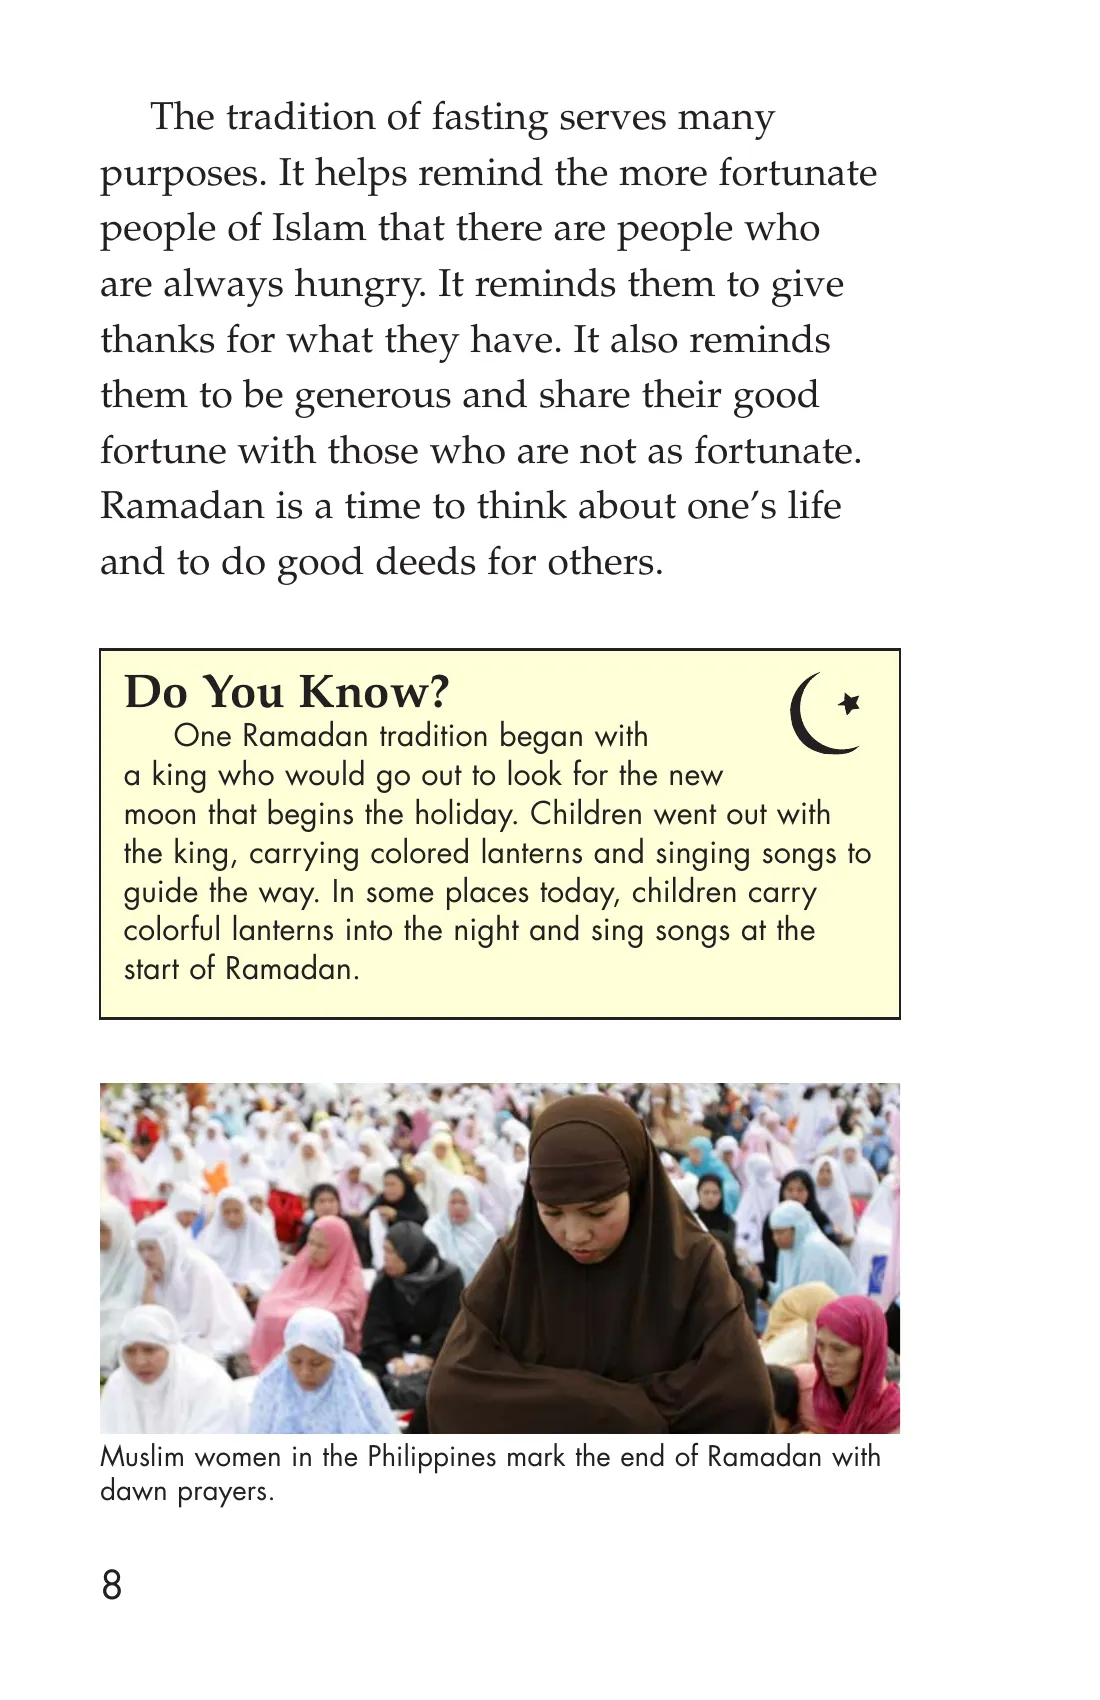 The tradition of fasting serves many
purposes. It helps remind the more fortunate
people of Islam that there are people who
are always hungry. It reminds them to give
thanks for what they have. It also reminds
them to be generous and share their good
fortune with those who are not as fortunate.
Ramadan is a time to think about one’s life
and to do good deeds for others.
Do You Know?
One Ramadan tradition began with
a king who would go out to look for the new
moon that begins the holiday. Children went out with
the king, carrying colored lanterns and singing songs to
guide the way. In some places today, children carry
colorful lanterns into the night and sing songs at the
start of Ramadan.
Muslim women in the Philippines mark the end of Ramadan with
dawn prayers.
8